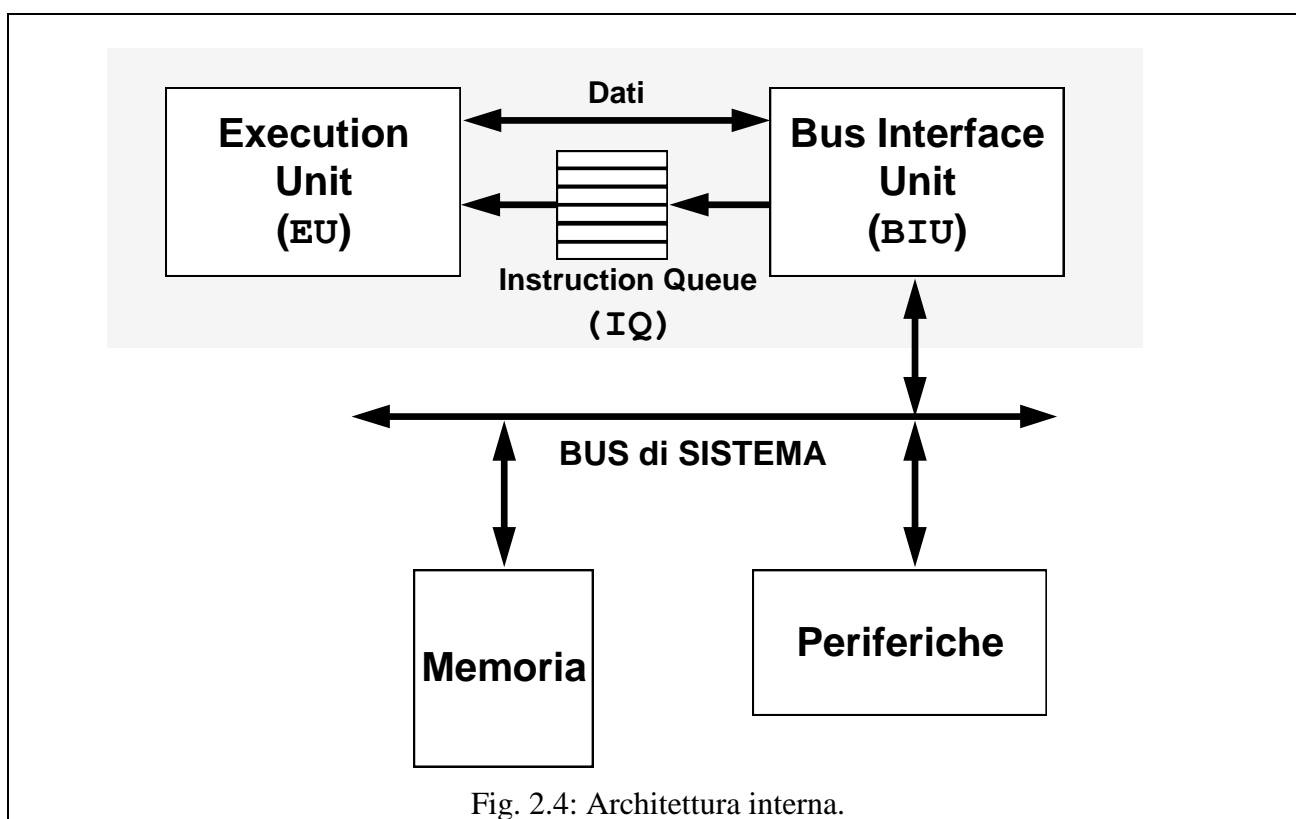 Dati
Execution
Unit
(EU)
Bus Interface
Unit
(BIU)
Instruction Queue
(IQ)
BUS di SISTEMA
Memoria
Periferiche
Fig. 2.4: Architettura interna.